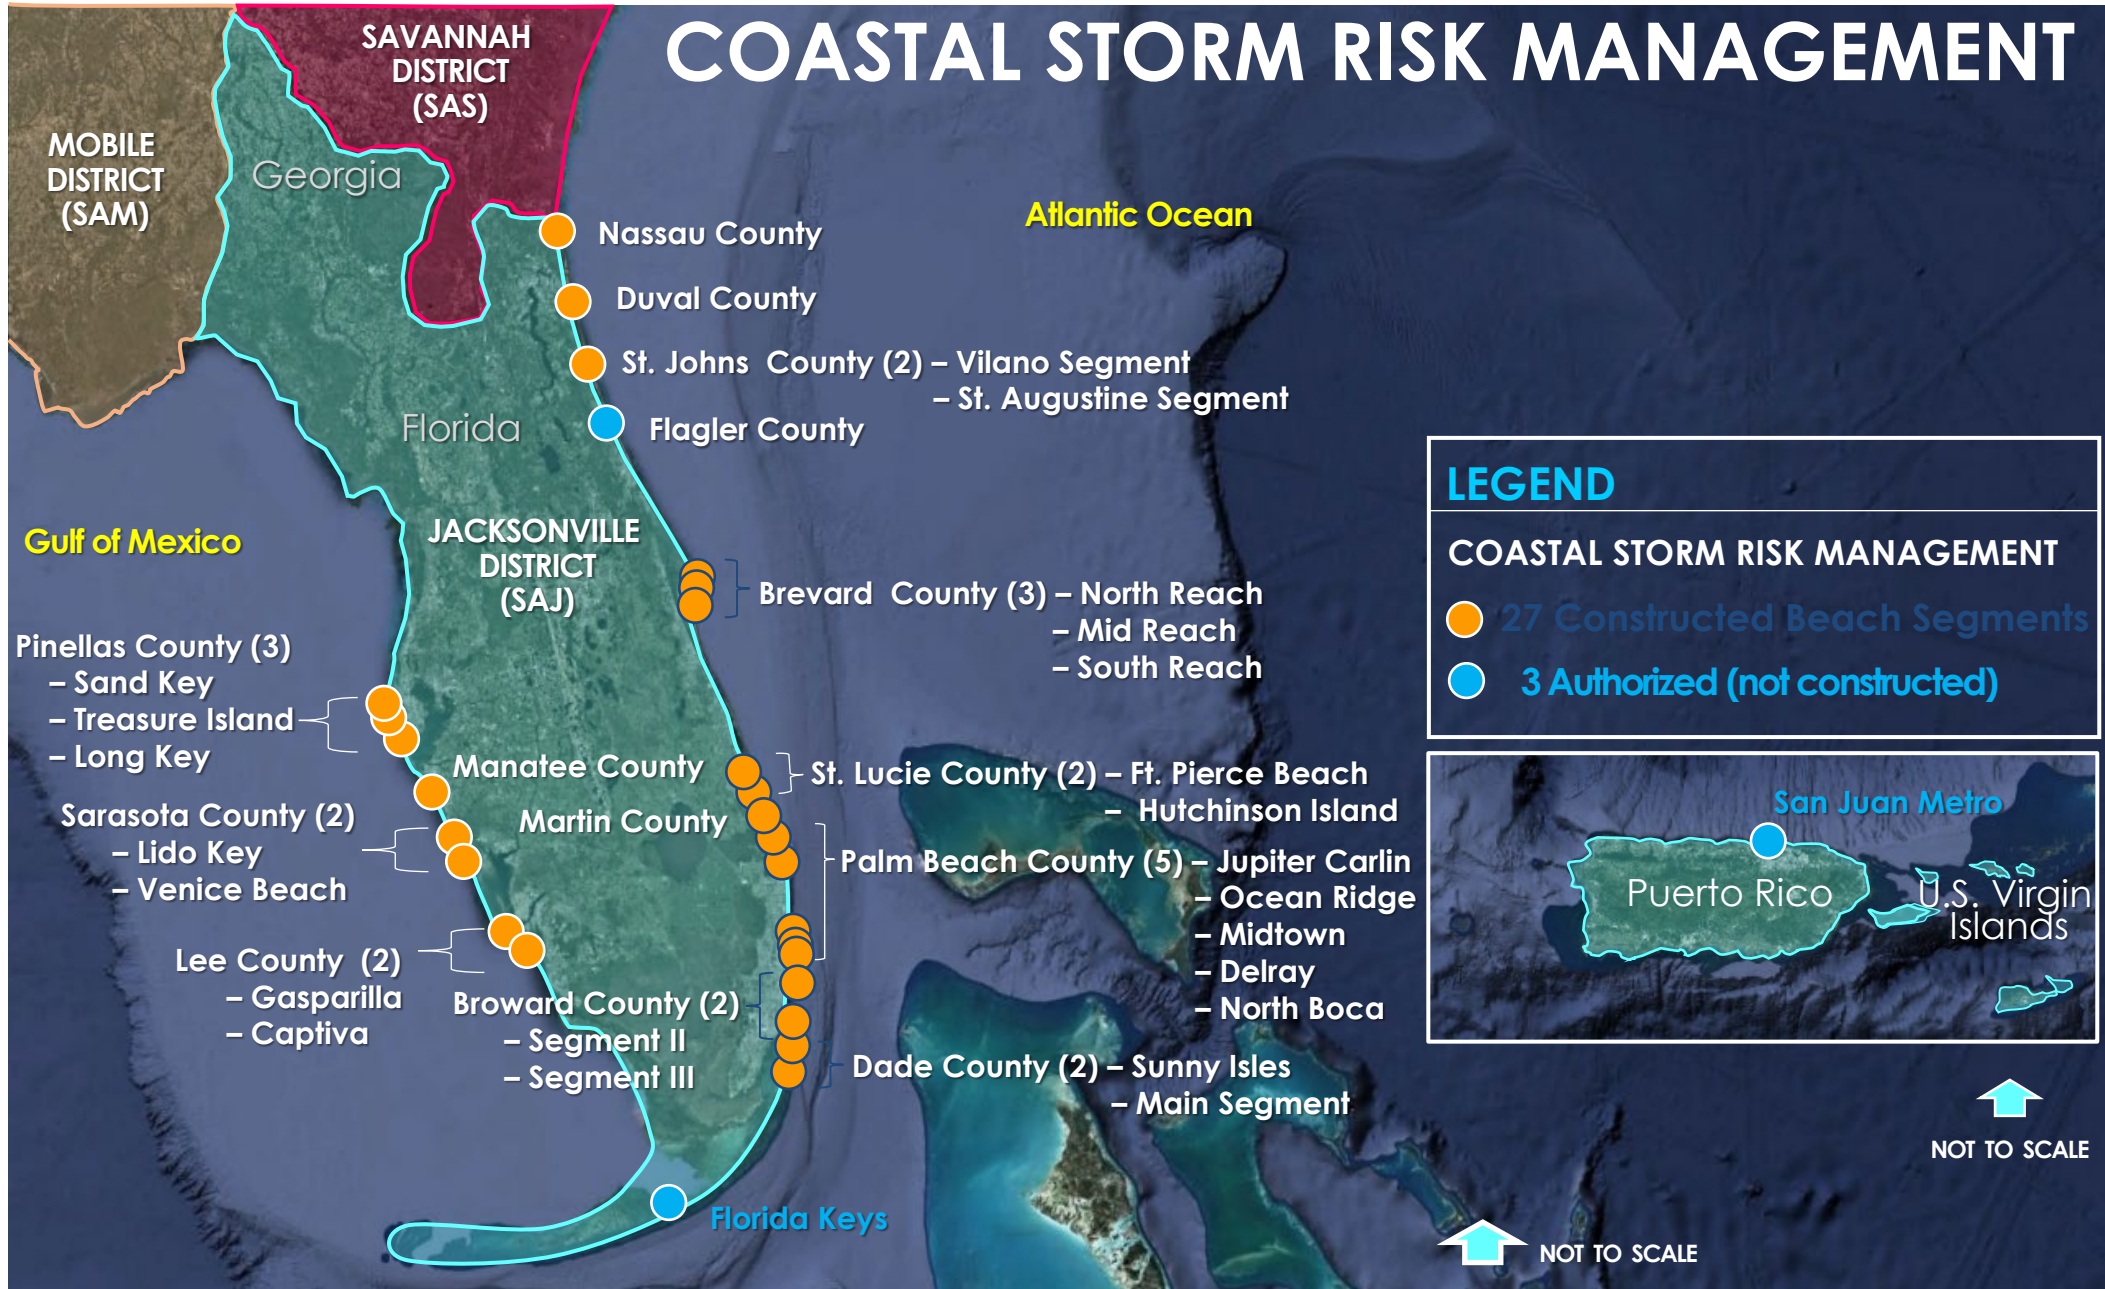 COASTAL STORM RISK MANAGEMENT
SAVANNAH
DISTRICT
(SAS)
MOBILE
DISTRICT
(SAM)
Georgia
Atlantic Ocean
Nassau County
Duval County
St. Johns County (2) – Vilano Segment
– St. Augustine Segment
Florida
Flagler County
LEGEND
COASTAL STORM RISK MANAGEMENT
27 Constructed Beach Segments
3 Authorized (not constructed)
Gulf of Mexico
JACKSONVILLE
DISTRICT
(SAJ)
Brevard County (3) – North Reach
– Mid Reach
– South Reach
Pinellas County (3)
– Sand Key
– Treasure Island
– Long Key
Manatee County
St. Lucie County (2) – Ft. Pierce Beach
– Hutchinson Island
Sarasota County (2)
– Lido Key
– Venice Beach
Martin County
Palm Beach County (5) – Jupiter Carlin
– Ocean Ridge
– Midtown
– Delray
– North Boca
San Juan Metro
Puerto Rico
U.S. Virgin
Islands
Lee County (2)
– Gasparilla
– Captiva
Broward County (2)
– Segment II
– Segment III
Dade County (2) – Sunny Isles
– Main Segment
NOT TO SCALE
Florida Keys
NOT TO SCALE